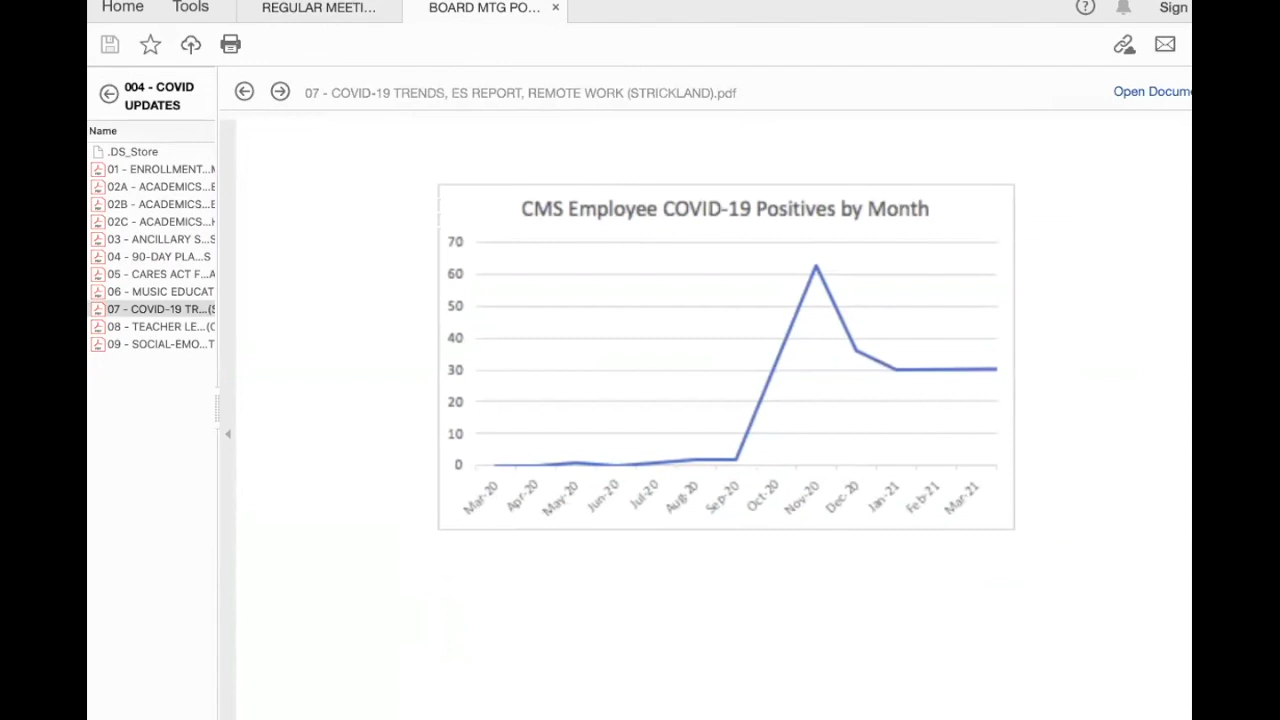 Home Tools REGULAR MEETI... BOARD MTG PO... × ? Sign
004 - COVID
UPDATES
07 - COVID-19 TRENDS, ES REPORT, REMOTE WORK (STRICKLAND).pdf
Open Docume
Name
.DS_Store
01 - ENROLLMENT...M
02A - ACADEMICS...E
02B - ACADEMICS...E
02C - ACADEMICS...H
03 - ANCILLARY S...S
04 - 90-DAY PLA...S
05 - CARES ACT F...A
06 - MUSIC EDUCAT
07 - COVID-19 TR...(S
08 - TEACHER LE...(C
09 - SOCIAL-EMO...T
CMS Employee COVID-19 Positives by Month
70
60
50
40
30
20
10
0
Mar-20 Apr-20 May-20 Jun-20 Jul-20 Aug-20 Sep-20 Oct-20 Nov-20 Dec-20 Jan-21 Feb-21 Mar-21